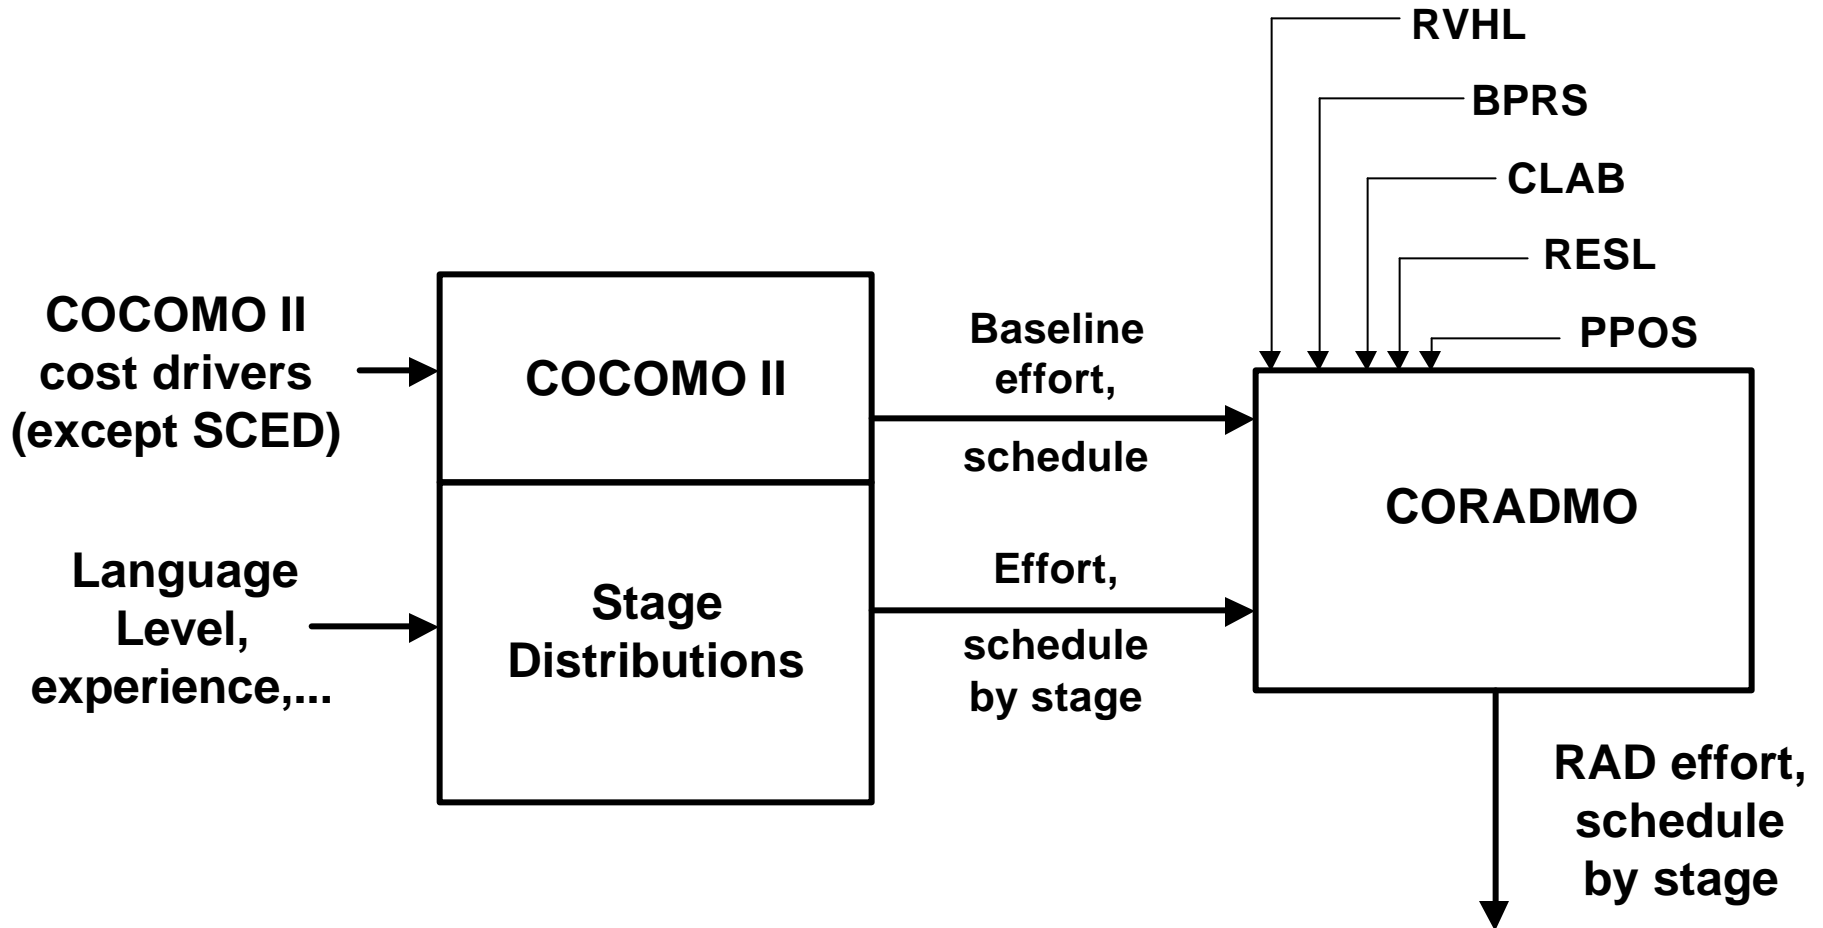 RVHL
BPRS
CLAB
RESL
PPOS
COCOMO II
cost drivers
(except SCED)
COCOMO II
Baseline
effort,
schedule
CORADMO
Language
Level,
experience,...
Stage
Distributions
Effort,
schedule
by stage
RAD effort,
schedule
by stage